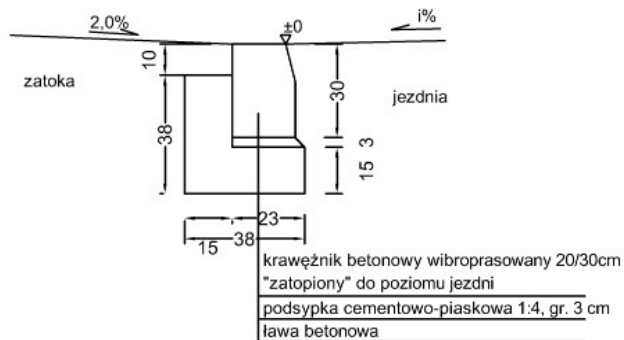 2,0%
±0
i%
10
zatoka
30
jezdnia
38
3
15
23
38
15
krawężnik betonowy wibroprasowany 20/30cm
"zatopiony" do poziomu jezdni
podsypka cementowo-piaskowa 1:4, gr. 3 cm
ława betonowa